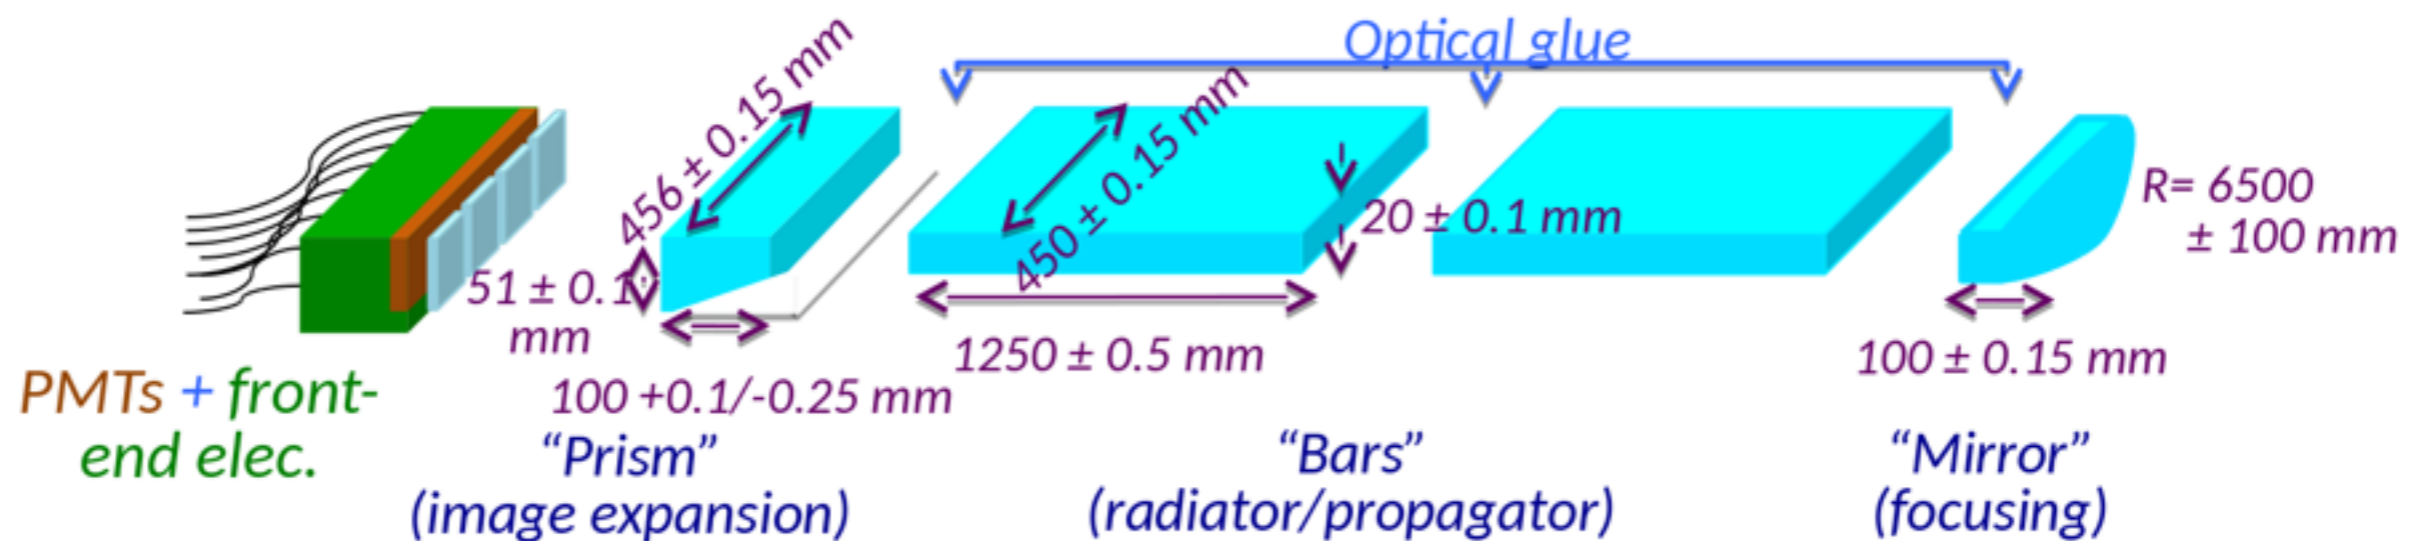 Optical glue
456 ± 0.15 mm
450 ± 0.15 mm
20 ± 0.1 mm
R= 6500
± 100 mm
51 ± 0.1
mm
1250 ± 0.5 mm
100 ± 0.15 mm
100 +0.1/-0.25 mm
PMTs + front-
end elec.
“Prism”
(image expansion)
“Bars”
(radiator/propagator)
“Mirror”
(focusing)